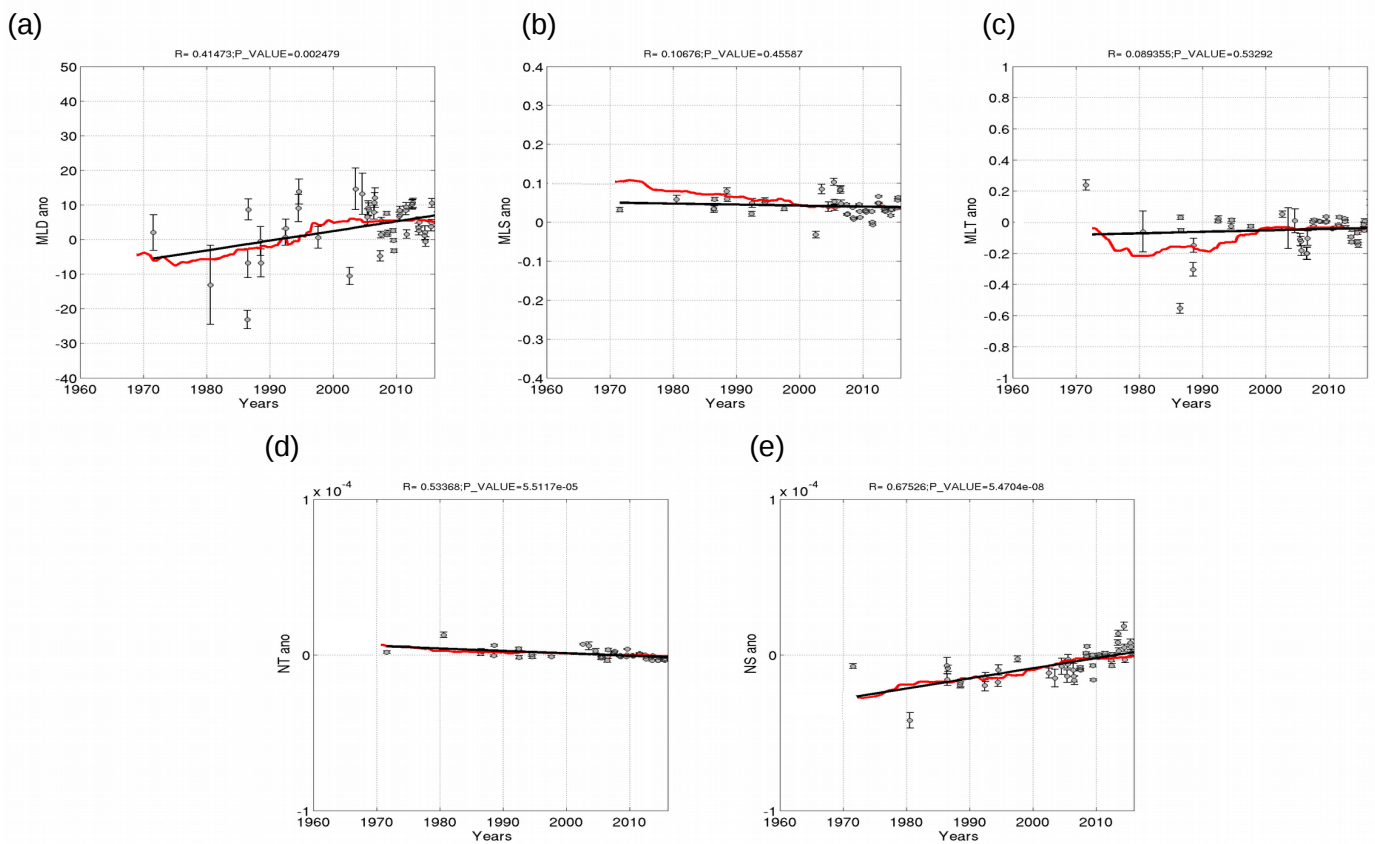 (a)
R= 0.41473;P_VALUE=0.002479
MLD ano
50
40
30
20
10
0
-10
-20
-30
-40
1960 1970 1980 1990 2000 2010
Years
(b)
R= 0.10676;P_VALUE=0.45587
MLS ano
0.4
0.3
0.2
0.1
0
-0.1
-0.2
-0.3
-0.4
1960 1970 1980 1990 2000 2010
Years
(c)
R= 0.089355;P_VALUE=0.53292
MLT ano
1
0.8
0.6
0.4
0.2
0
-0.2
-0.4
-0.6
-0.8
-1
1960 1970 1980 1990 2000 2010
Years
(d)
R= 0.53368;P_VALUE=5.5117e-05
1 x 10-4
NT ano
0
-1
1960 1970 1980 1990 2000 2010
Years
(e)
R= 0.67526;P_VALUE=5.4704e-08
1 x 10-4
NS ano
0
-1
1960 1970 1980 1990 2000 2010
Years